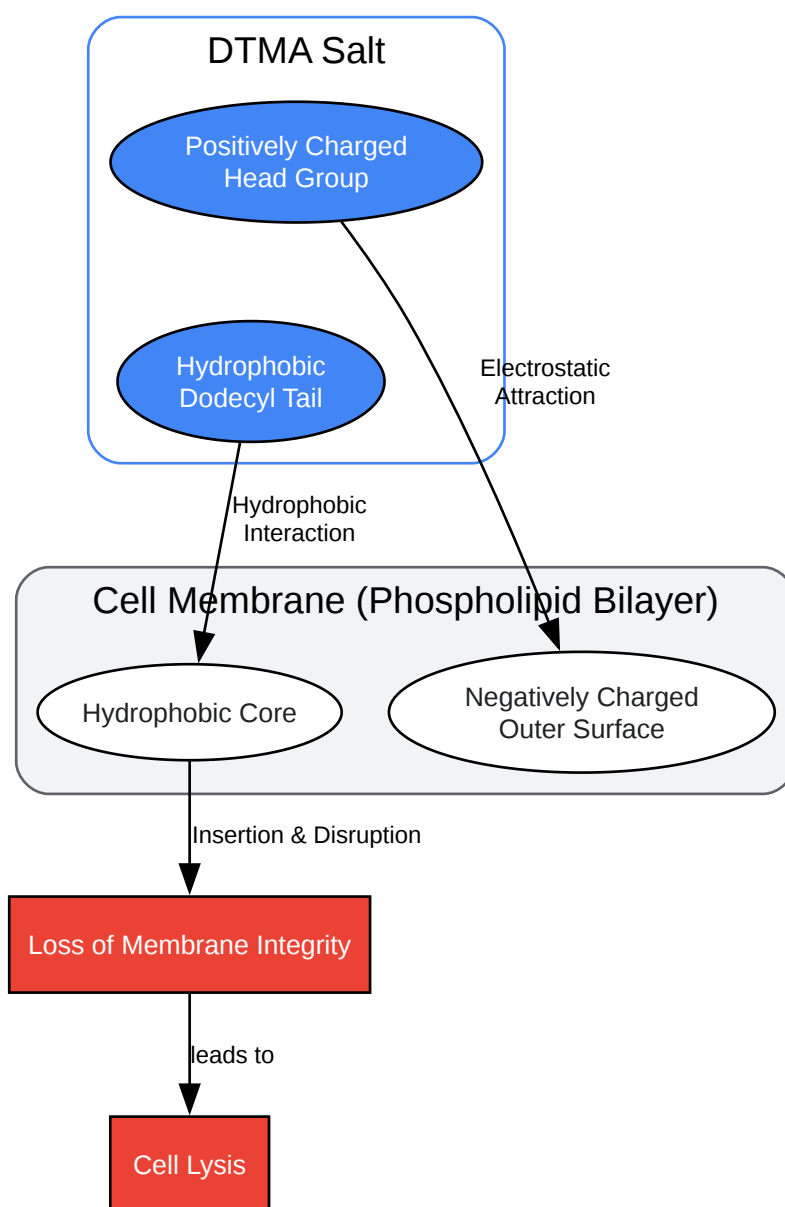 DTMA Salt
Positively Charged
Head Group
Hydrophobic
Dodecyl Tail
Electrostatic
Attraction
Hydrophobic
Interaction
Cell Membrane (Phospholipid Bilayer)
Hydrophobic Core
Negatively Charged
Outer Surface
Insertion & Disruption
Loss of Membrane Integrity
leads to
Cell Lysis